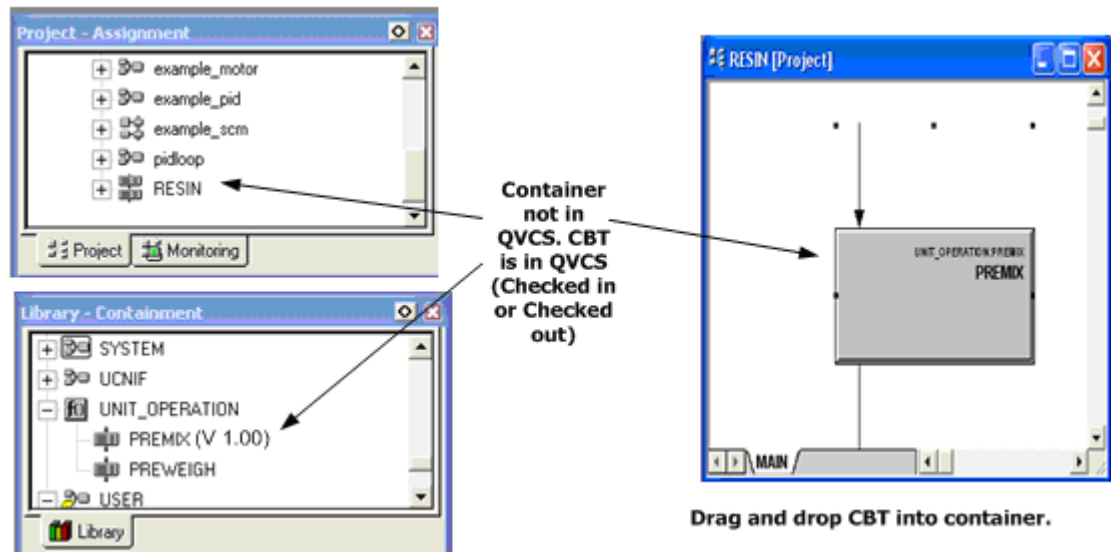 Project - Assignment
example_motor
example_pid
example_scm
pidloop
RESIN
Project
Monitoring
Library - Containment
SYSTEM
UCNIF
UNIT_OPERATION
PREMIX (V 1.00)
PREWEIGH
USER
Library
Container
not in
QVCS. CBT
is in QVCS
(Checked in
or Checked
out)
RESIN [Project]
UNIT_OPERATION.PREMIX
PREMIX
MAIN
Drag and drop CBT into container.